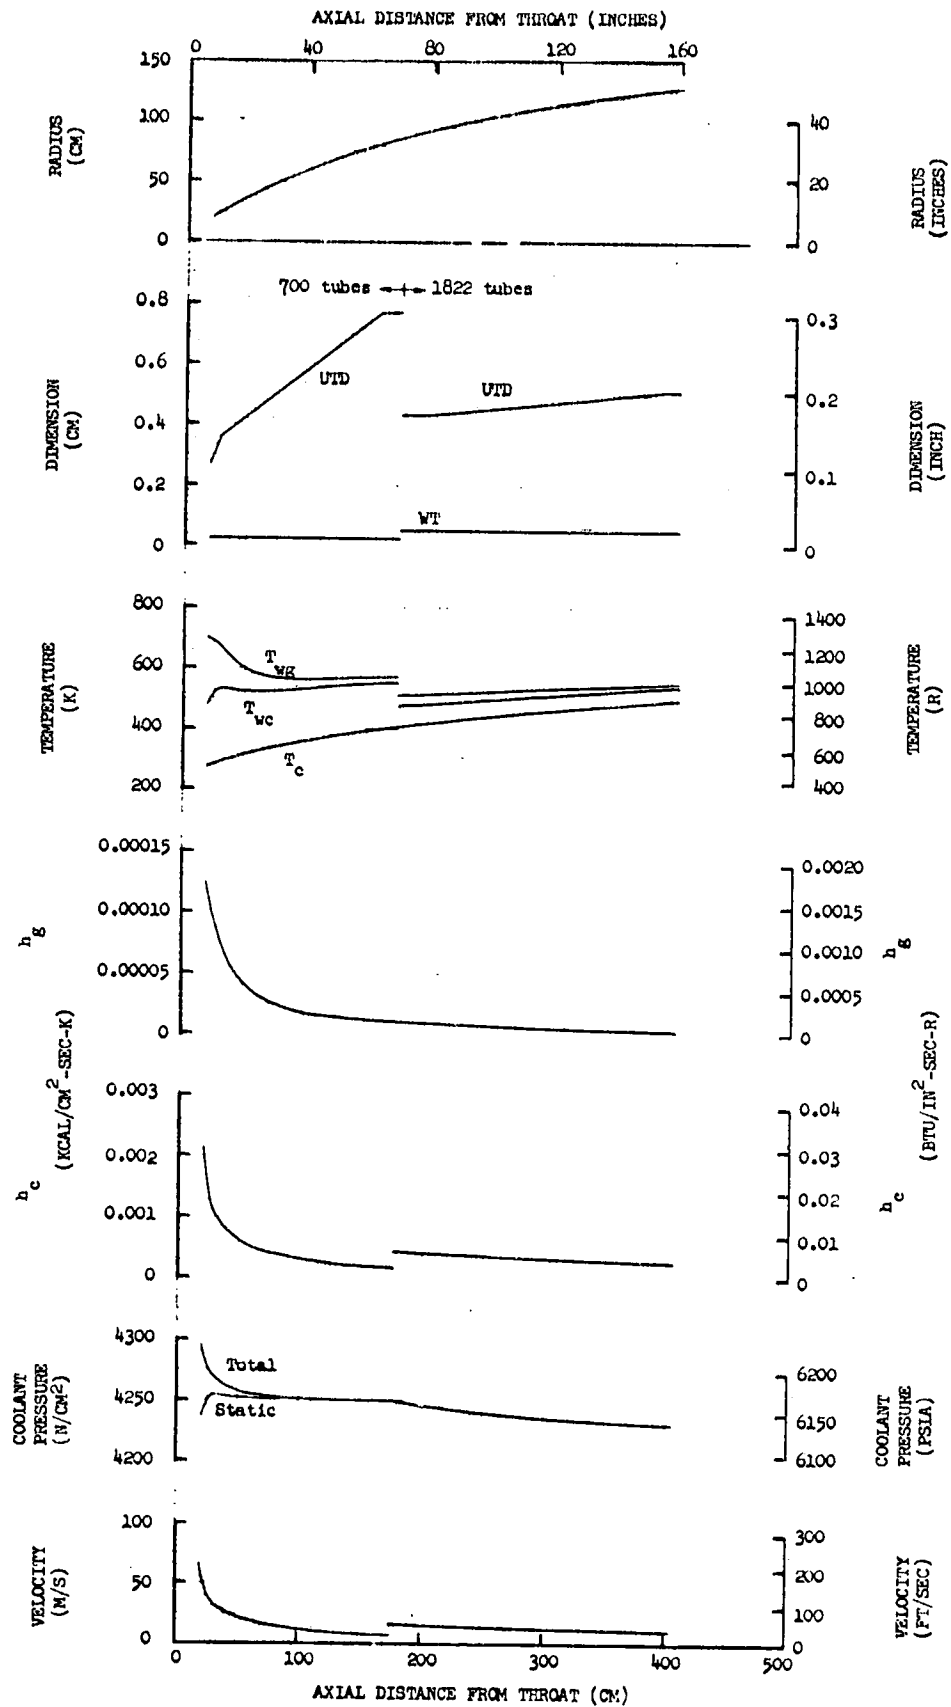 AXIAL DISTANCE FROM THROAT (INCHES)
0 40 80 120 160
150
100
50
0
RADIUS
(CM)
40
20
0
RADIUS
(INCHES)
700 tubes 1822 tubes
0.8
0.6
0.4
0.2
0
DIMENSION
(CM)
UTD
UTD
WT
0.3
0.2
0.1
0
DIMENSION
(INCH)
800
600
400
200
TEMPERATURE
(K)
Twg
Twc
Tc
1400
1200
1000
800
600
400
TEMPERATURE
(R)
0.00015
0.00010
0.00005
0
hg
0.0020
0.0015
0.0010
0.0005
0
hg
(KCAL/CM²-SEC-K)
(BTU/IN²-SEC-R)
0.003
0.002
0.001
0
hc
0.04
0.03
0.02
0.01
0
hc
4300
4250
4200
COOLANT
PRESSURE
(N/CM²)
Total
Static
6200
6150
6100
COOLANT
PRESSURE
(PSIA)
100
50
0
VELOCITY
(M/S)
300
200
100
0
VELOCITY
(FT/SEC)
0 100 200 300 400 500
AXIAL DISTANCE FROM THROAT (CM)